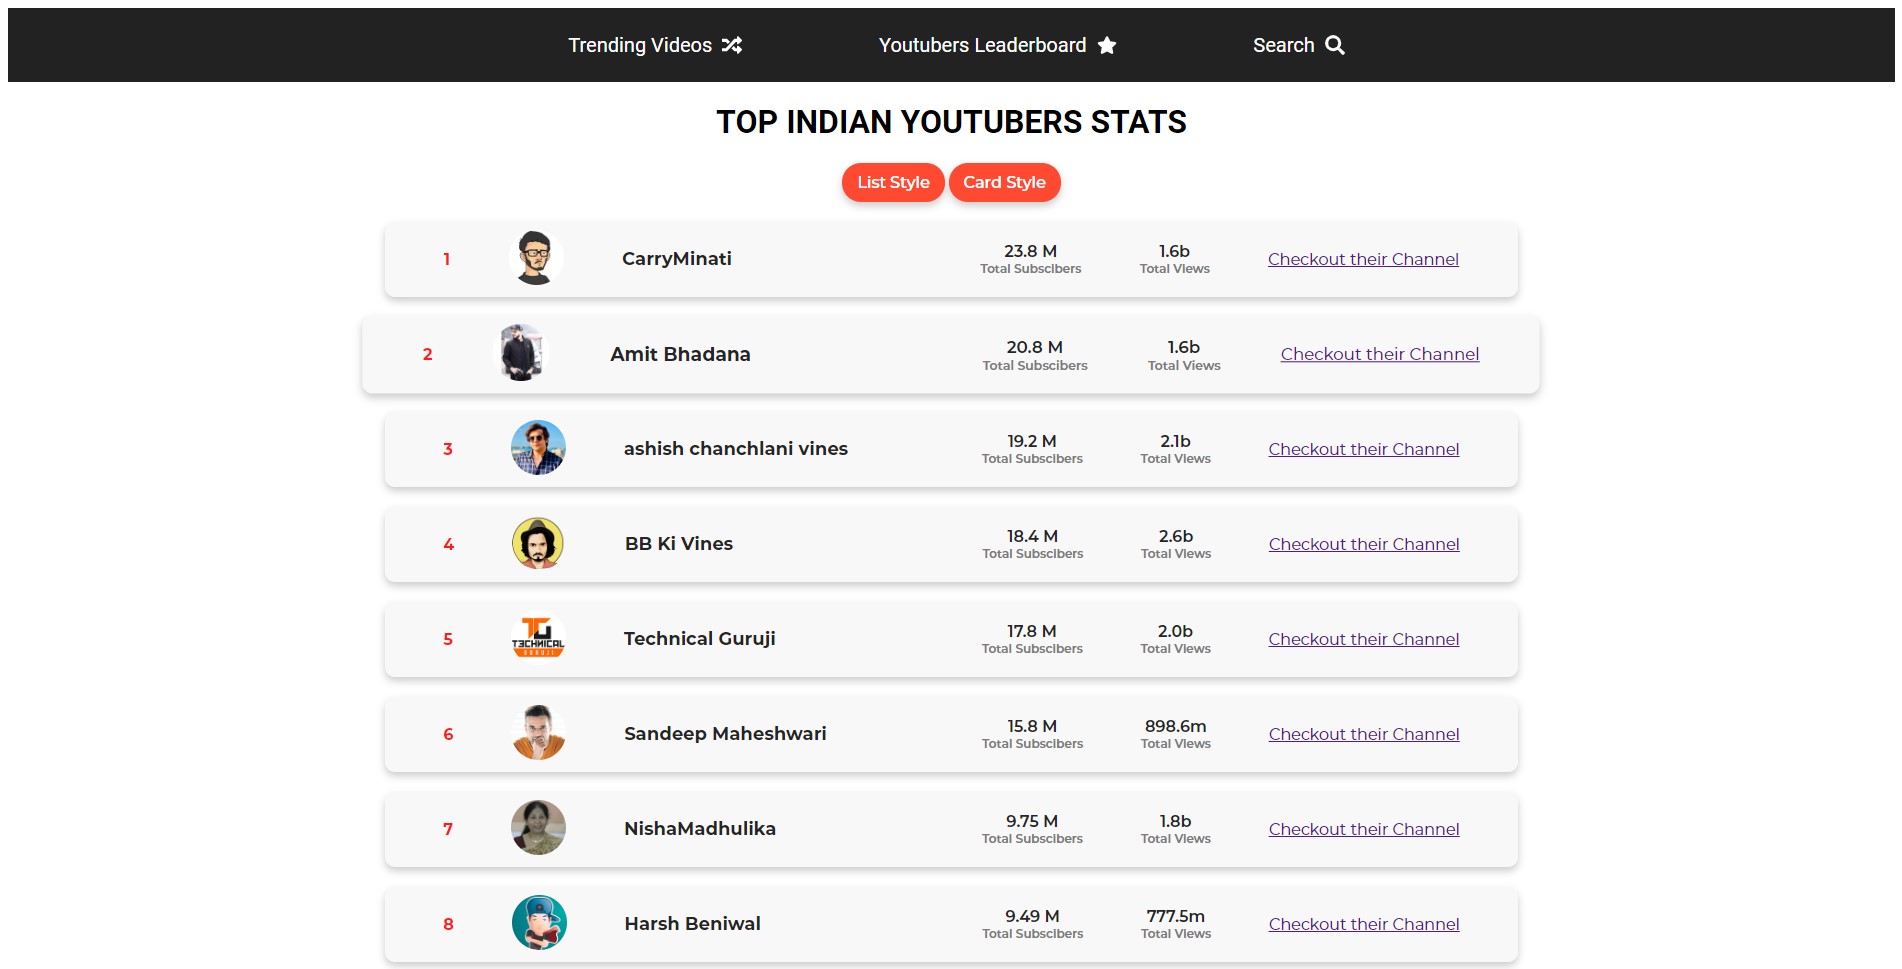 Trending Videos
Youtubers Leaderboard
Search
TOP INDIAN YOUTUBERS STATS
List Style
Card Style
1 CarryMinati 23.8 M 1.6b Checkout their Channel
Total Subscibers Total Views
2 Amit Bhadana 20.8 M 1.6b Checkout their Channel
Total Subscibers Total Views
3 ashish chanchlani vines 19.2 M 2.1b Checkout their Channel
Total Subscibers Total Views
4 BB Ki Vines 18.4 M 2.6b Checkout their Channel
Total Subscibers Total Views
TG
T3CHNICAL
GURUJI
5 Technical Guruji 17.8 M 2.0b Checkout their Channel
Total Subscibers Total Views
6 Sandeep Maheshwari 15.8 M 898.6m Checkout their Channel
Total Subscibers Total Views
7 NishaMadhulika 9.75 M 1.8b Checkout their Channel
Total Subscibers Total Views
8 Harsh Beniwal 9.49 M 777.5m Checkout their Channel
Total Subscibers Total Views